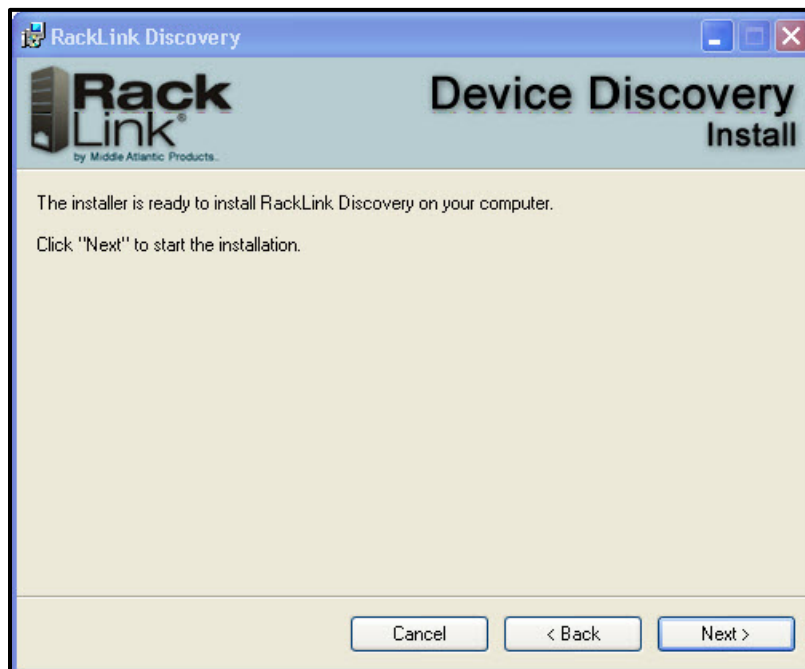 RackLink Discovery
Rack
Link®
by Middle Atlantic Products..
Device Discovery
Install
The installer is ready to install RackLink Discovery on your computer.
Click "Next" to start the installation.
Cancel
< Back
Next >